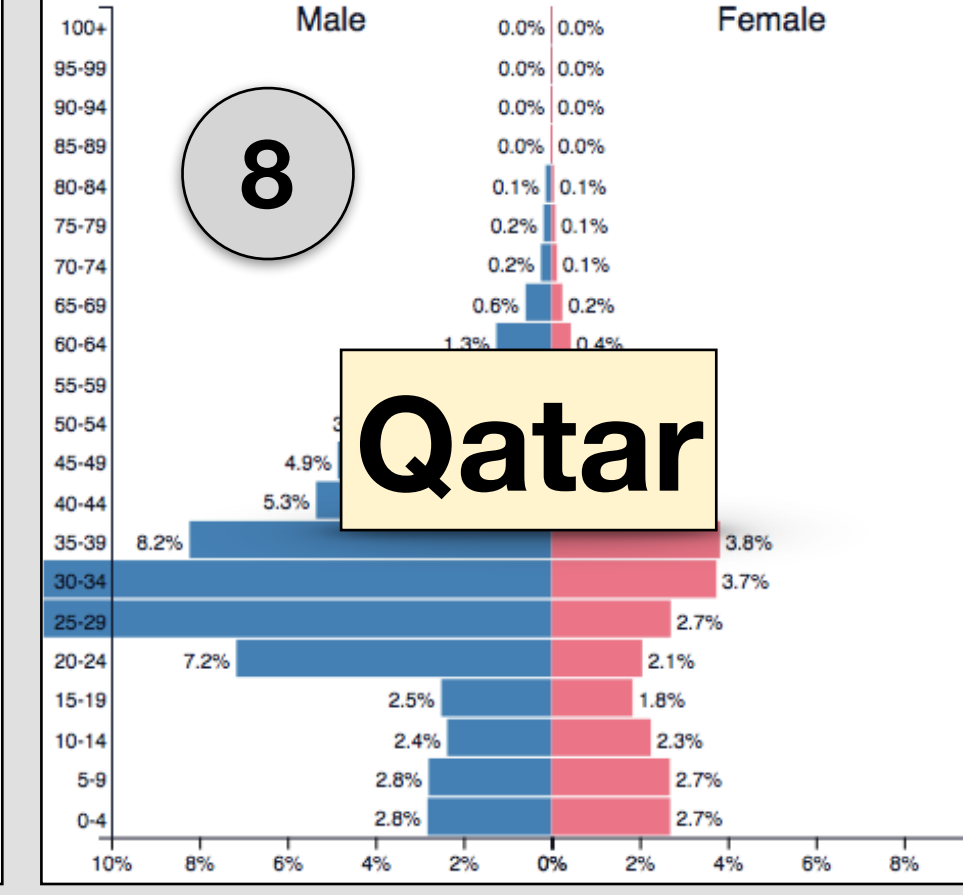 Male Female
100+ 0.0% 0.0%
95-99 0.0% 0.0%
90-94 0.0% 0.0%
85-89 0.0% 0.0%
8
80-84 0.1% 0.1%
75-79 0.2% 0.1%
70-74 0.2% 0.1%
65-69 0.6% 0.2%
60-64 1.3% 0.4%
55-59
50-54
Qatar
45-49 4.9%
40-44 5.3%
35-39 8.2% 3.8%
30-34 3.7%
25-29 2.7%
20-24 7.2% 2.1%
15-19 2.5% 1.8%
10-14 2.4% 2.3%
5-9 2.8% 2.7%
0-4 2.8% 2.7%
10% 8% 6% 4% 2% 0% 2% 4% 6% 8%